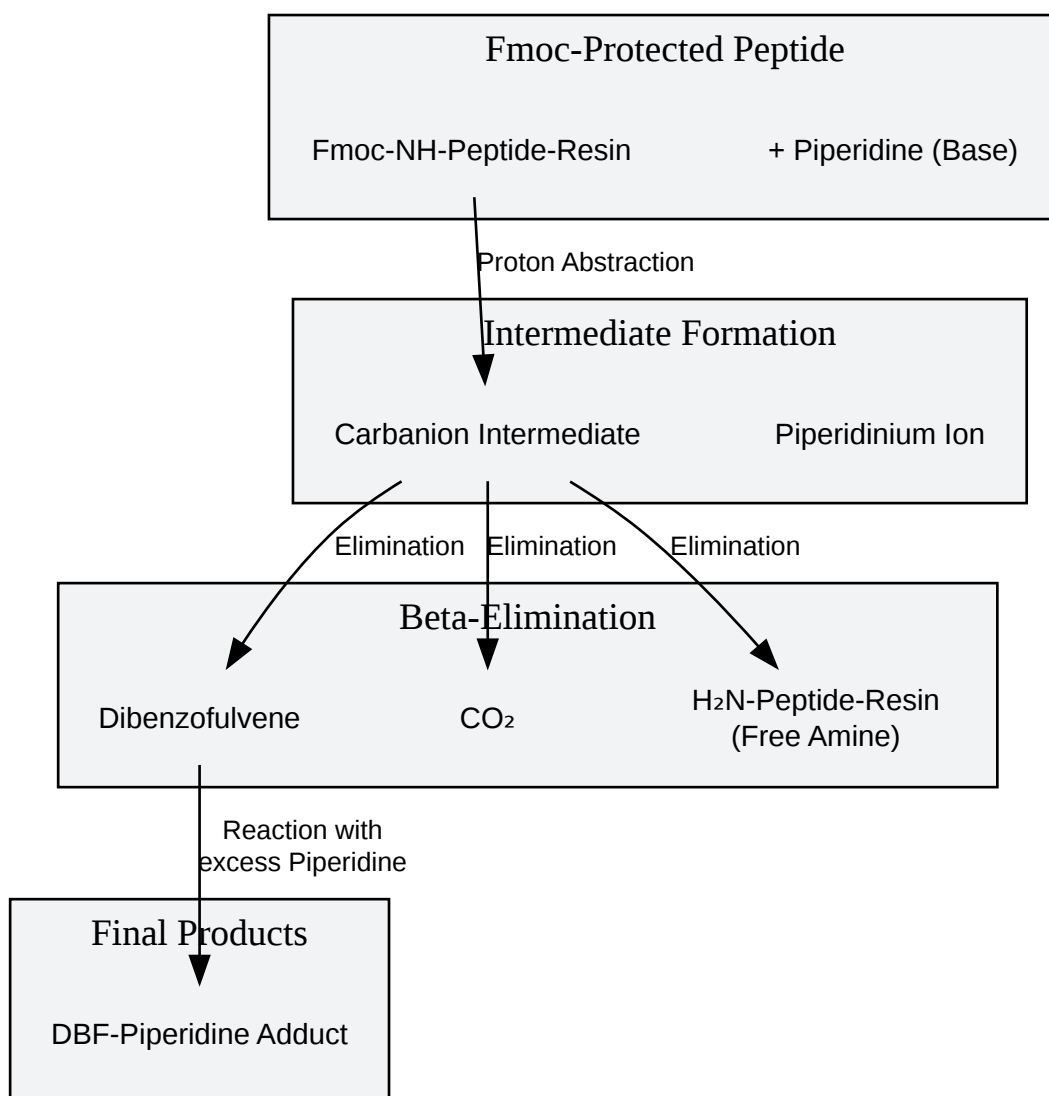 Fmoc-Protected Peptide
Fmoc-NH-Peptide-Resin
+ Piperidine (Base)
Proton Abstraction
Intermediate Formation
Carbanion Intermediate
Piperidinium Ion
Elimination
Elimination
Elimination
Beta-Elimination
Dibenzofulvene
CO₂
H₂N-Peptide-Resin
(Free Amine)
Reaction with
excess Piperidine
Final Products
DBF-Piperidine Adduct